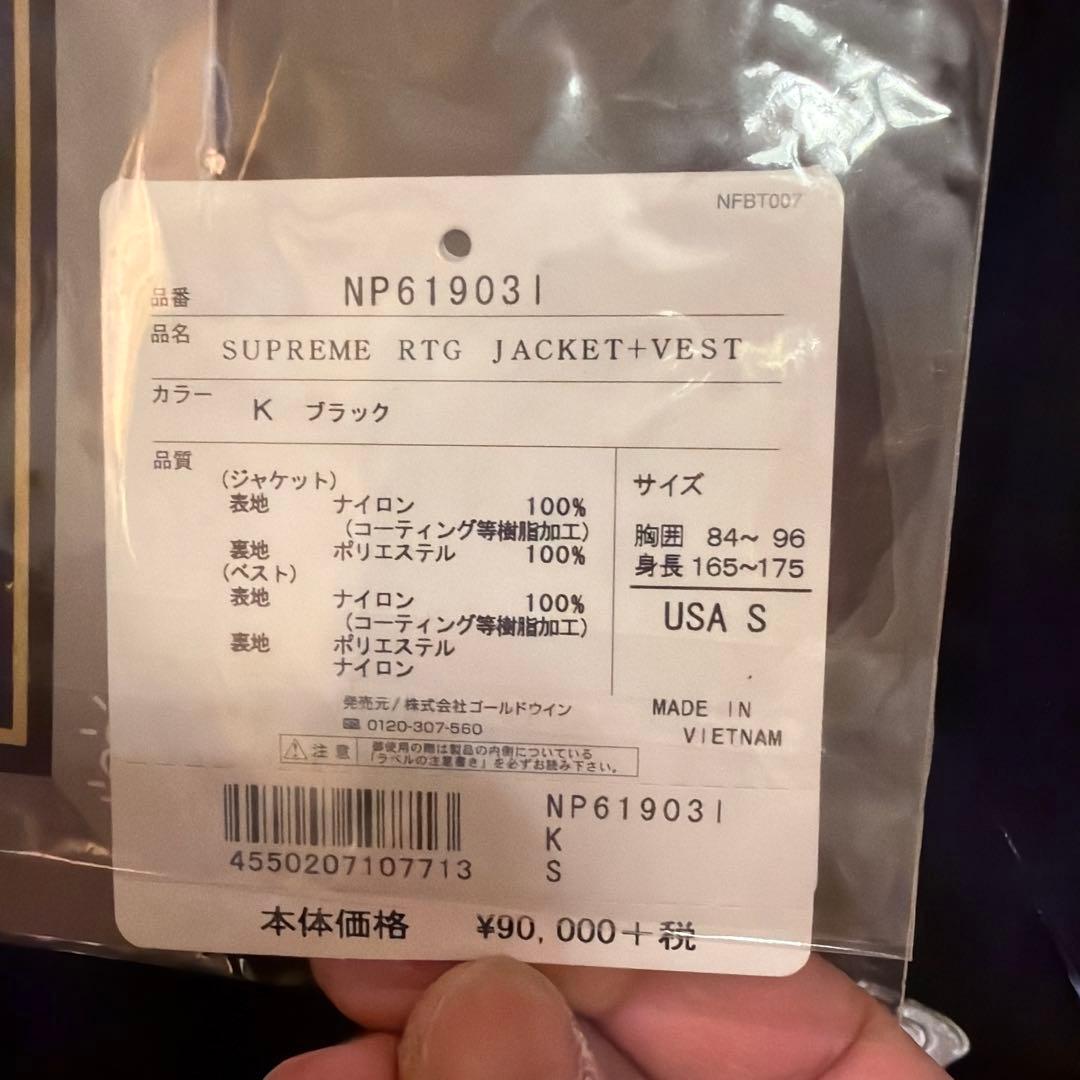 NFBT007
品番 NP61903I
品名 SUPREME RTG JACKET+VEST
カラー K ブラック
品質
(ジャケット)
表地 ナイロン 100%
(コーティング等樹脂加工)
裏地 ポリエステル 100%
(ベスト)
表地 ナイロン 100%
(コーティング等樹脂加工)
裏地 ポリエステル
ナイロン
サイズ
胸囲 84～ 96
身長 165～175
USA S
発売元/株式会社ゴールドウイン
0120-307-560
MADE IN
VIETNAM
注意
御使用の際は製品の内側についている
「ラベルの注意書き」を必ずお読み下さい。
4550207107713
NP61903I
K
S
本体価格 ¥90,000+税